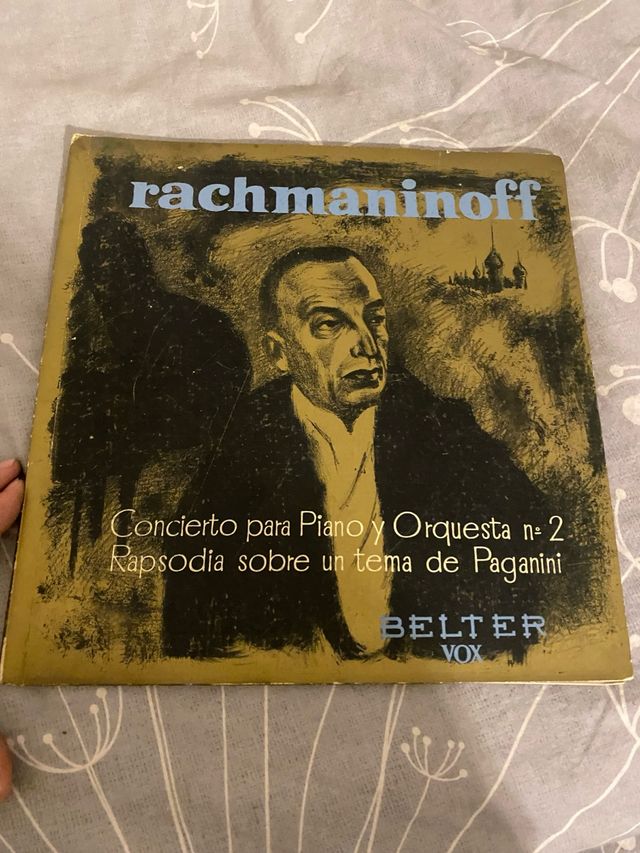 rachmaninoff
Concierto para Piano y Orquesta nº 2
Rapsodia sobre un tema de Paganini
BELTER
VOX